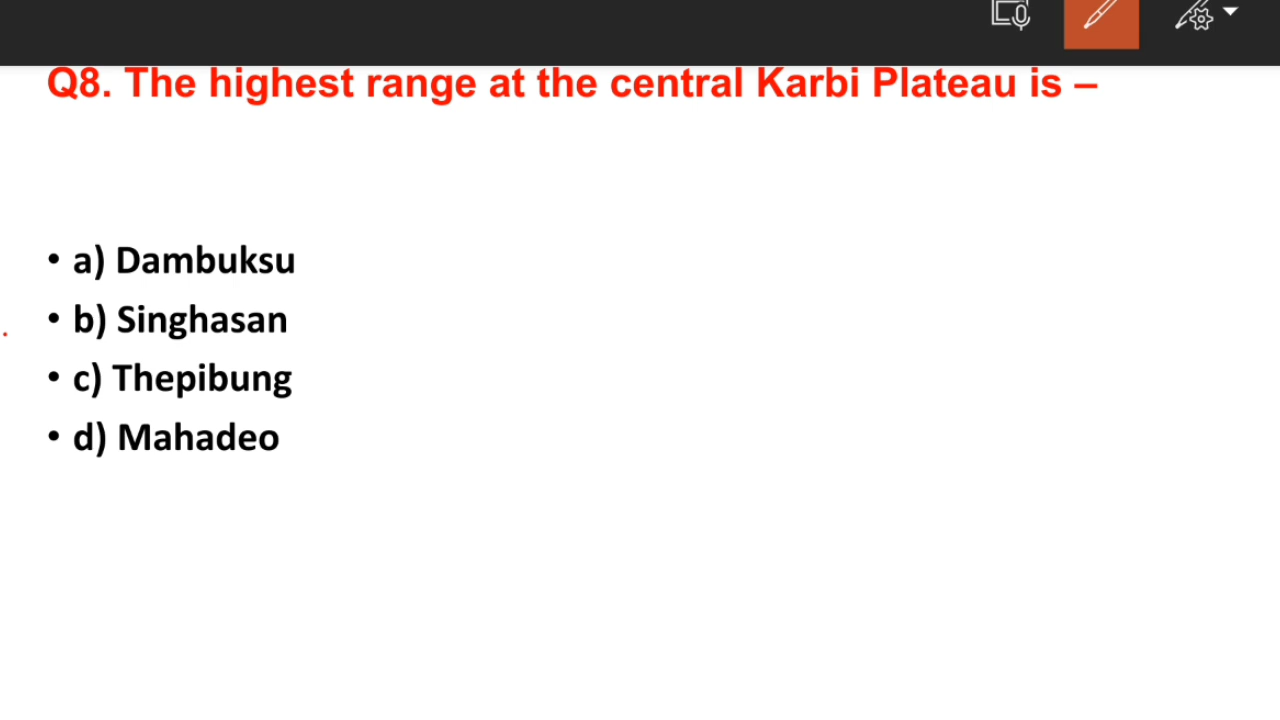 Q8. The highest range at the central Karbi Plateau is –
• a) Dambuksu
• b) Singhasan
• c) Thepibung
• d) Mahadeo